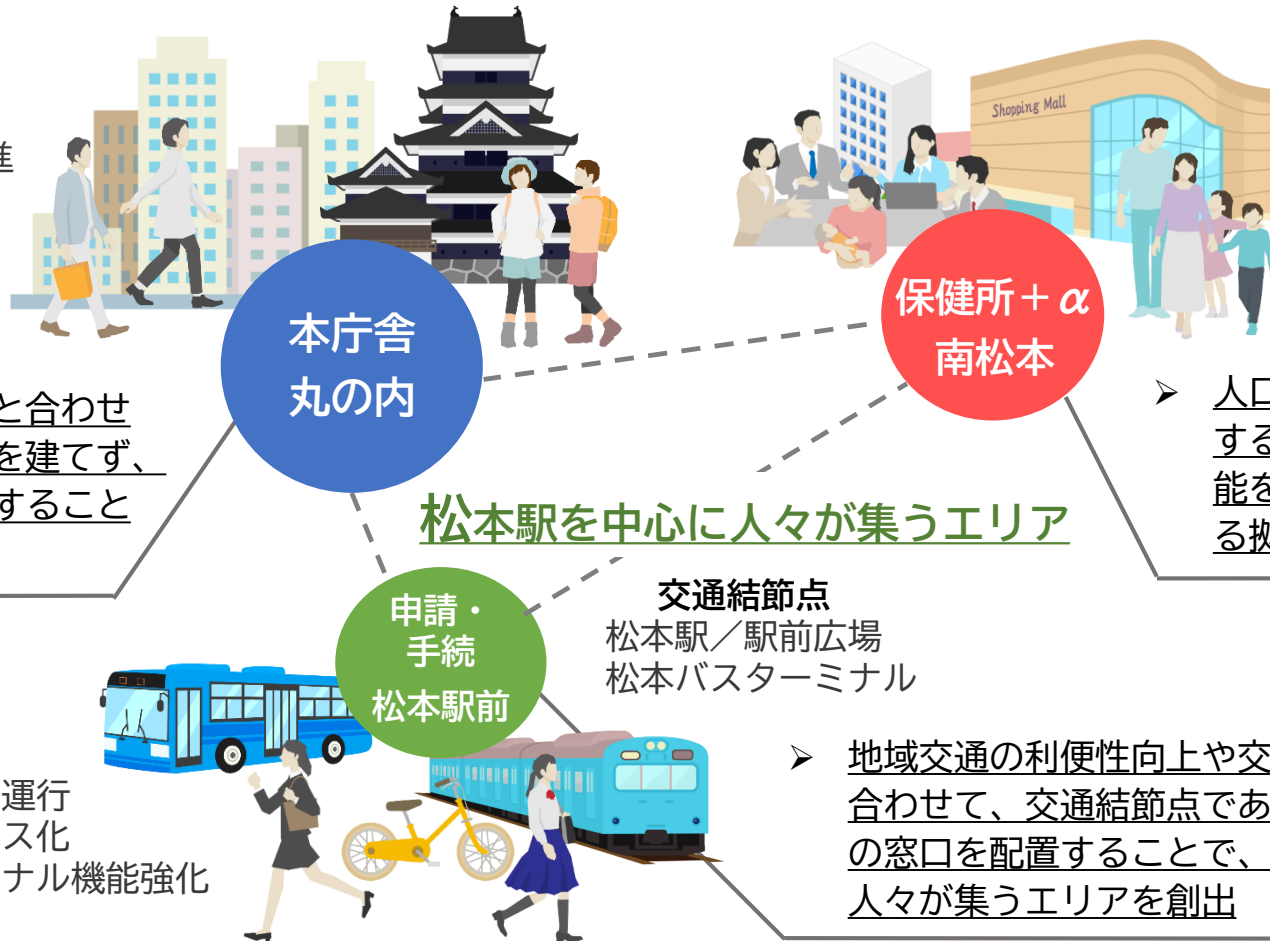 Shopping Mall
進
本庁舎
丸の内
保健所＋α
南松本
と合わせ
を建てず、
すること
➢ 人口
する
能を
松本駅を中心に人々が集うエリア
申請・
手続
松本駅前
交通結節点
松本駅／駅前広場
松本バスターミナル
運行
ス化
ナル機能強化
➢ 地域交通の利便性向上や交
合わせて、交通結節点であ
の窓口を配置することで、
人々が集うエリアを創出